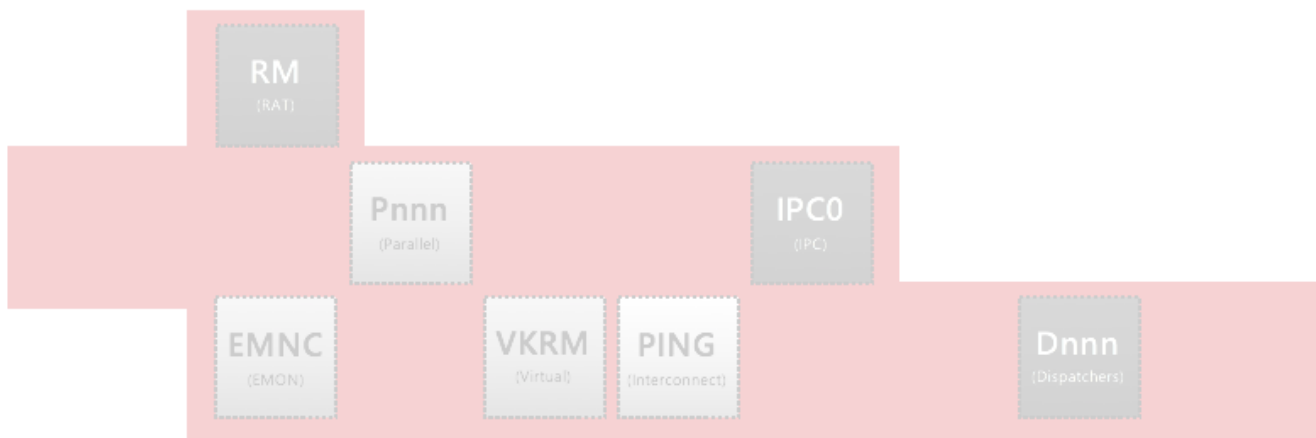 RM
(RAT)
Pnnn
(Parallel)
IPC0
(IPC)
EMNC
(EMON)
VKRM
(Virtual)
PING
(Interconnect)
Dnnn
(Dispatchers)